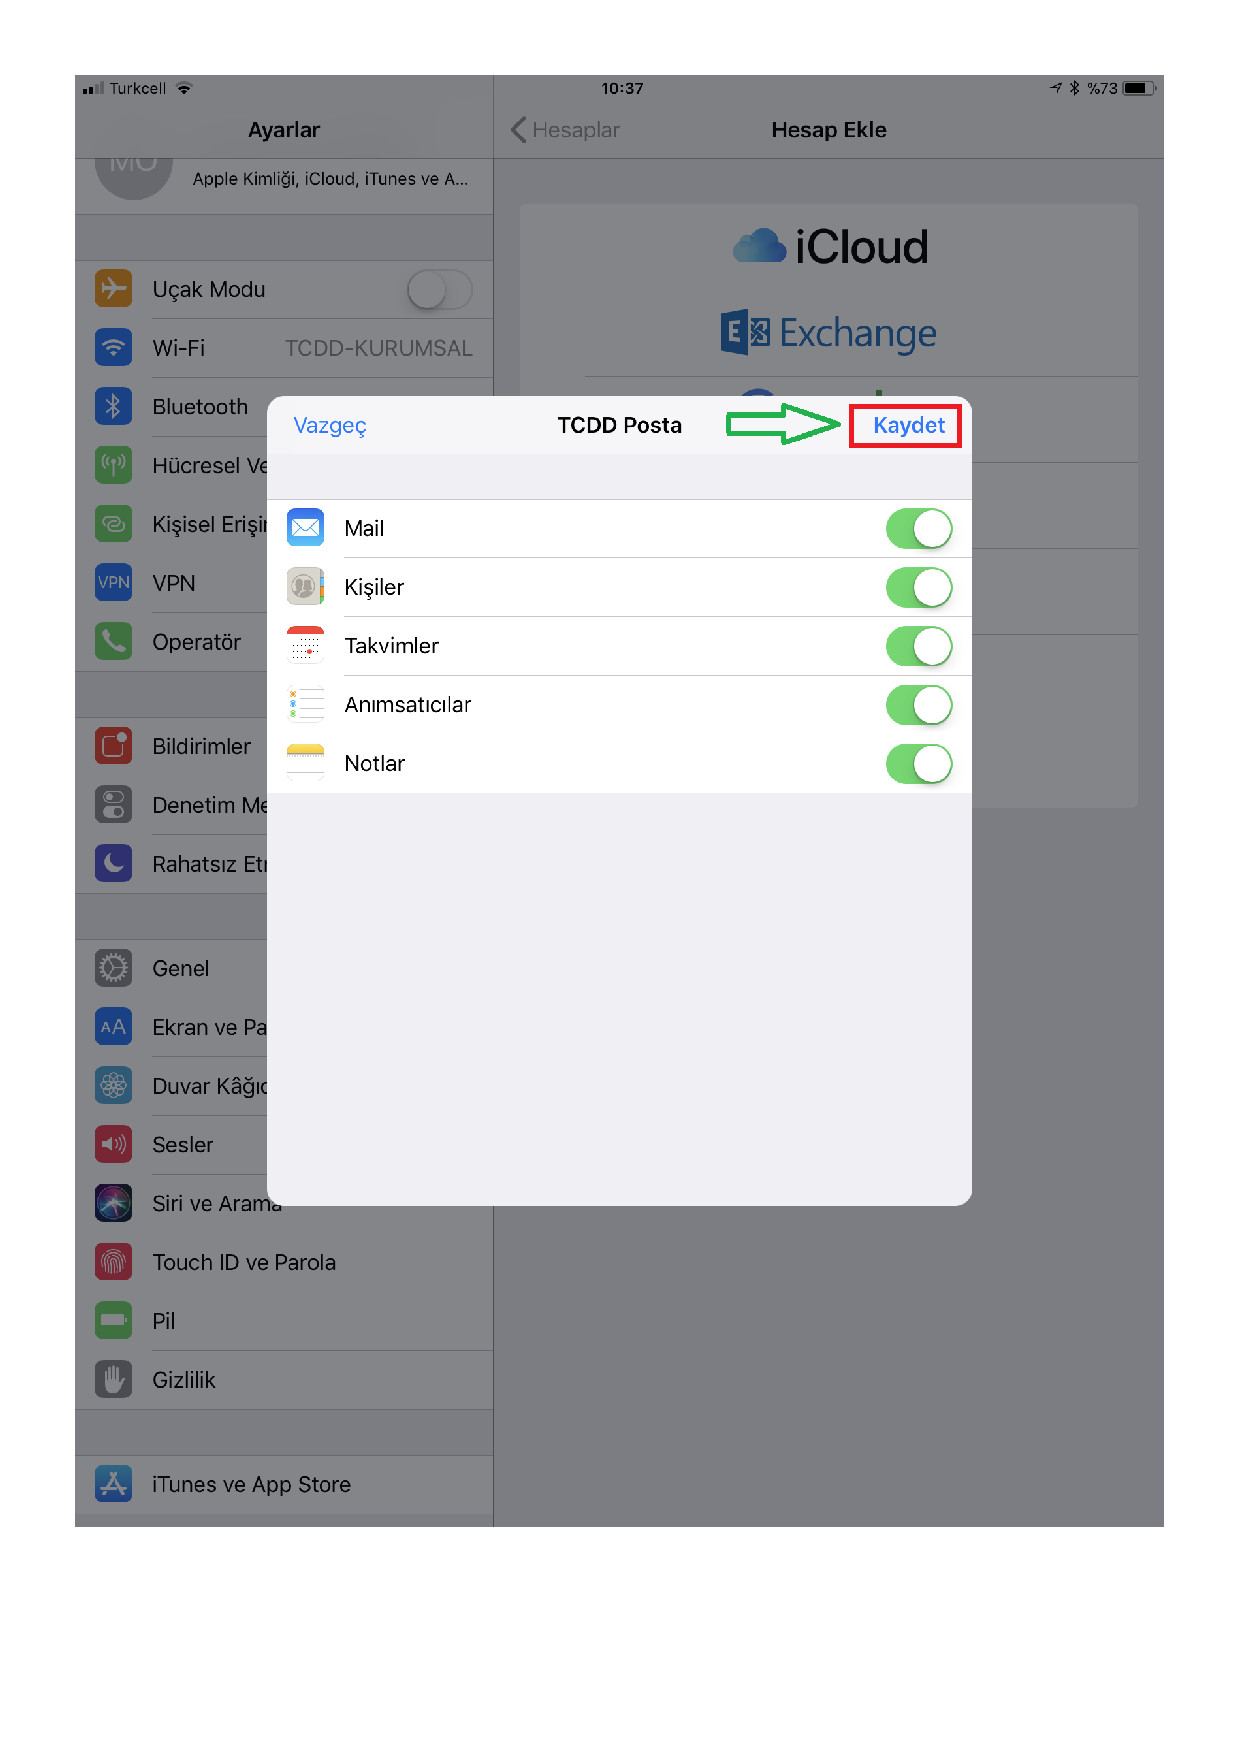 Turkcell
10:37
%73
Ayarlar
Hesaplar
Hesap Ekle
MÖ
Apple Kimliği, iCloud, iTunes ve A...
iCloud
Exchange
Uçak Modu
Wi-Fi
TCDD-KURUMSAL
Bluetooth
Hücresel Ve
Kişisel Erişi
VPN
VPN
Operatör
Bildirimler
Denetim Me
Rahatsız Et
Genel
AA
Ekran ve Pa
Duvar Kâğıd
Sesler
Siri ve Arama
Touch ID ve Parola
Pil
Gizlilik
iTunes ve App Store
Vazgeç
TCDD Posta
Kaydet
Mail
Kişiler
Takvimler
Anımsatıcılar
Notlar